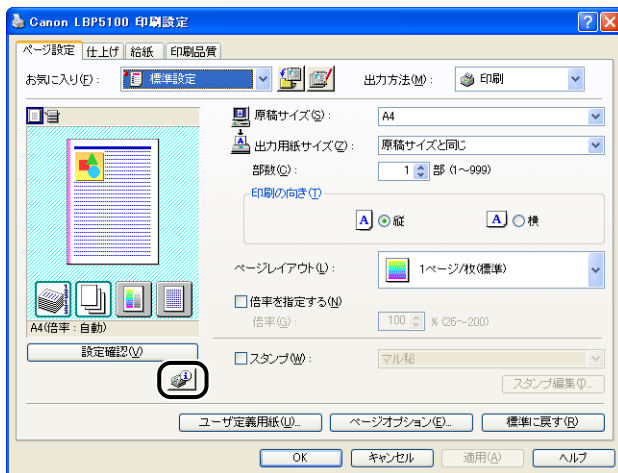 Canon LBP5100 印刷設定
ページ設定 仕上げ 給紙 印刷品質
お気に入り(F): 標準設定 出力方法(M): 印刷
原稿サイズ(S): A4
出力用紙サイズ(Z): 原稿サイズと同じ
部数(C): 1 部 (1～999)
印刷の向き(T)
A 縦 A 横
ページレイアウト(L): 1ページ/枚(標準)
倍率を指定する(N)
A4(倍率:自動) 倍率(G): 100 % (25～200)
設定確認(V) スタンプ(W): マル秘
スタンプ編集(I)...
ユーザ定義用紙(U)... ページオプション(E)... 標準に戻す(R)
OK キャンセル 適用(A) ヘルプ